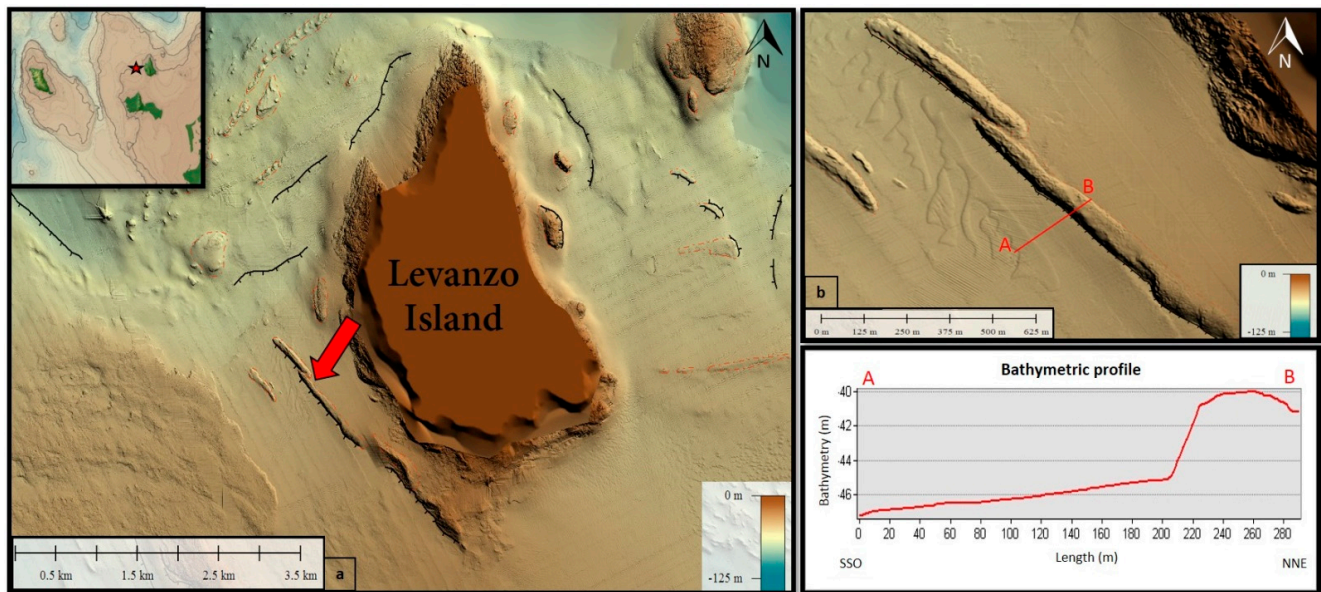 N
Levanzo
Island
0.5 km 1.5 km 2.5 km 3.5 km
a
0 m
-125 m
N
B
A
b
0 m 125 m 250 m 375 m 500 m 625 m
0 m
-125 m
A Bathymetric profile B
Bathymetry (m)
-40
-42
-44
-46
0 20 40 60 80 100 120 140 160 180 200 220 240 260 280
Length (m)
SSO NNE